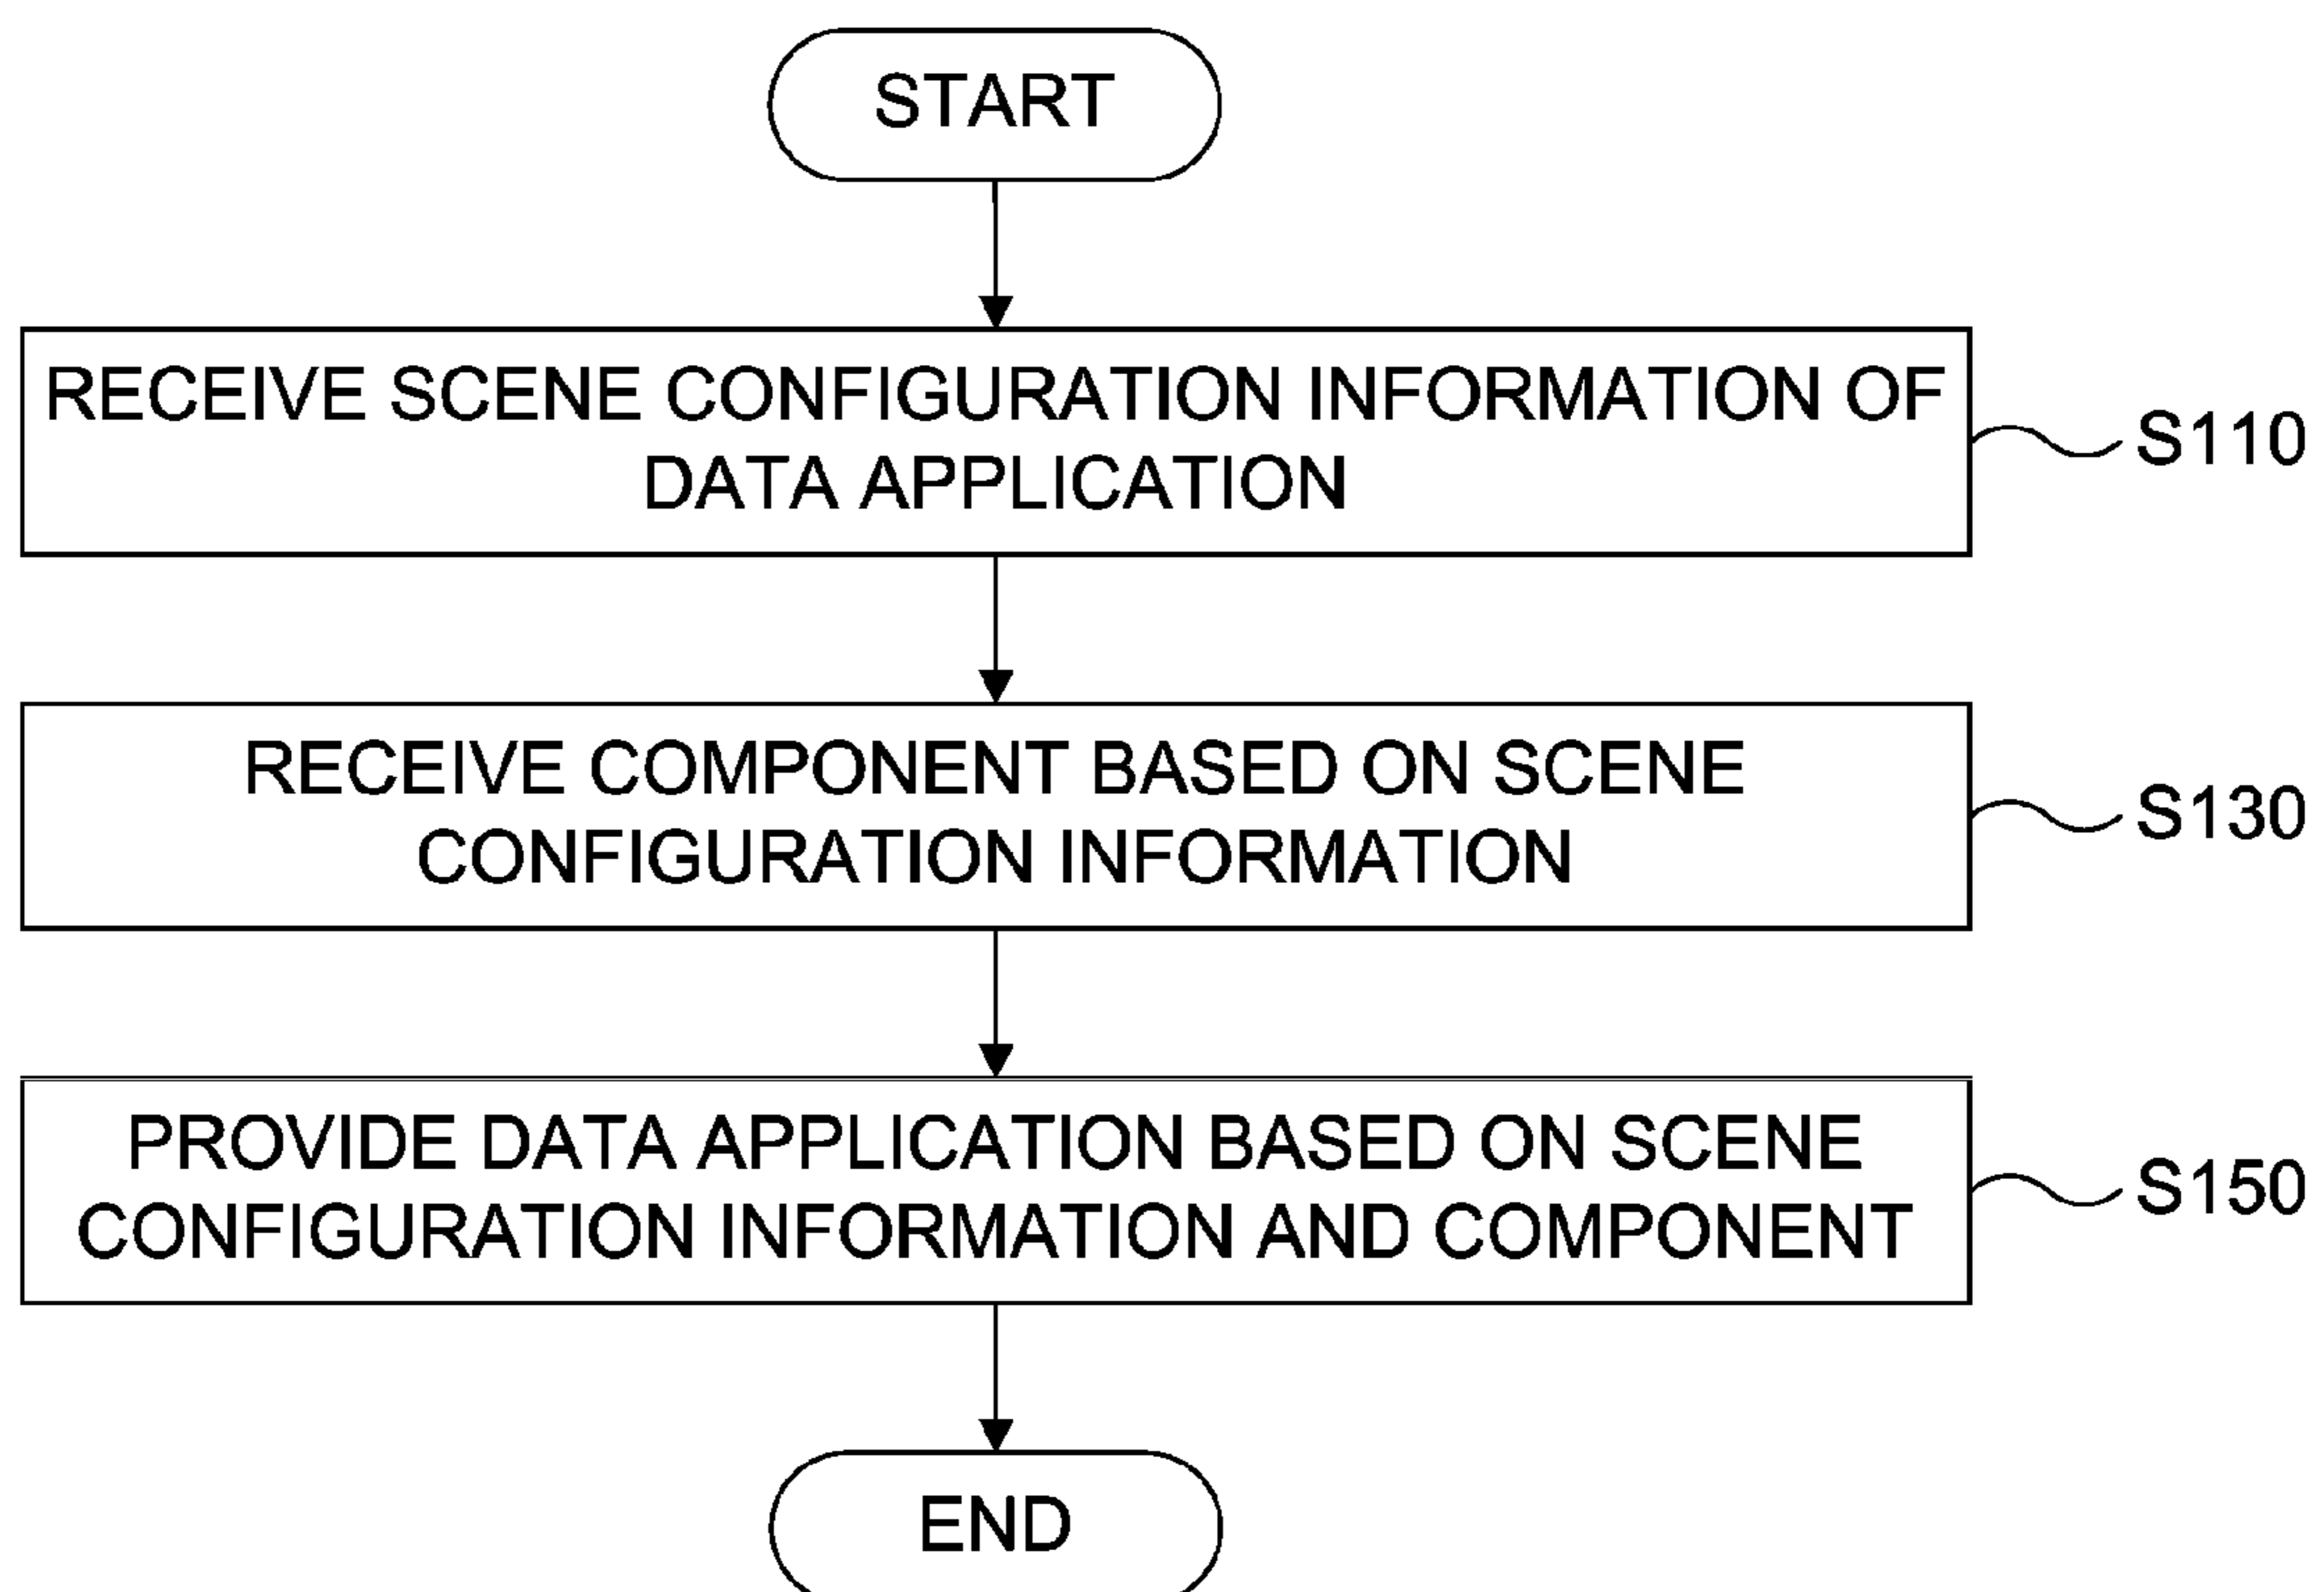 START
RECEIVE SCENE CONFIGURATION INFORMATION OF
DATA APPLICATION
S110
RECEIVE COMPONENT BASED ON SCENE
CONFIGURATION INFORMATION
S130
PROVIDE DATA APPLICATION BASED ON SCENE
CONFIGURATION INFORMATION AND COMPONENT
S150
END